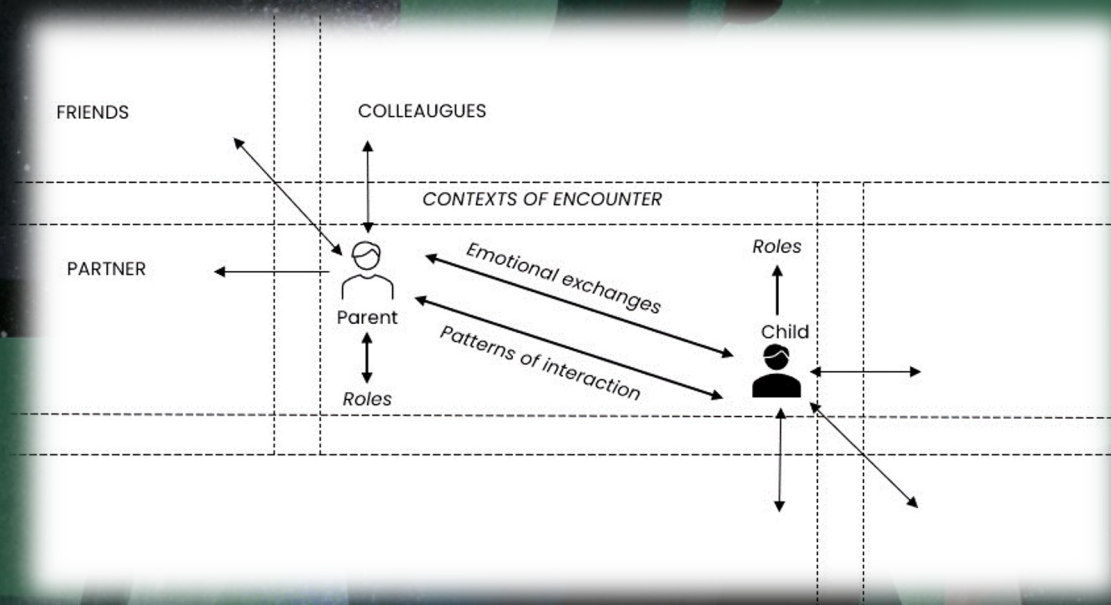 FRIENDS
COLLEAUGUES
CONTEXTS OF ENCOUNTER
PARTNER
Emotional exchanges
Roles
Parent
Child
Patterns of interaction
Roles